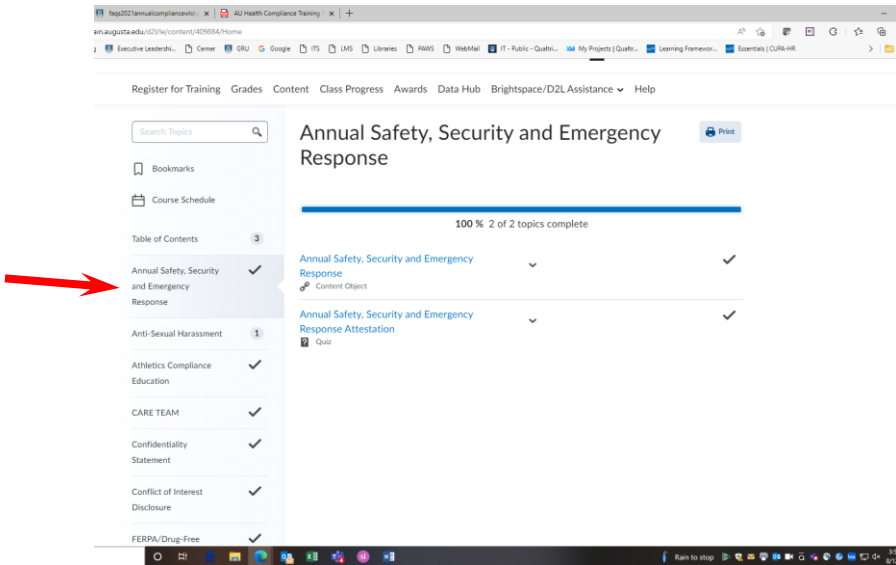 faqs2021annualcompliancewlol
AU Health Compliance Training
ain.augusta.edu/d2l/le/content/409884/Home
Executive Leadershi... Cerner GRU Google ITS LMS Libraries PAWS WebMail IT - Public - Qualtri... My Projects | Qualtr... Learning Framewor... Essentials | CUPA-HR
Register for Training Grades Content Class Progress Awards Data Hub Brightspace/D2L Assistance Help
Search Topics
Bookmarks
Course Schedule
Table of Contents 3
Annual Safety, Security
and Emergency
Response
Anti-Sexual Harassment 1
Athletics Compliance
Education
CARE TEAM
Confidentiality
Statement
Conflict of Interest
Disclosure
FERPA/Drug-Free
Annual Safety, Security and Emergency
Response
Print
100 % 2 of 2 topics complete
Annual Safety, Security and Emergency
Response
Content Object
Annual Safety, Security and Emergency
Response Attestation
Quiz
Rain to stop